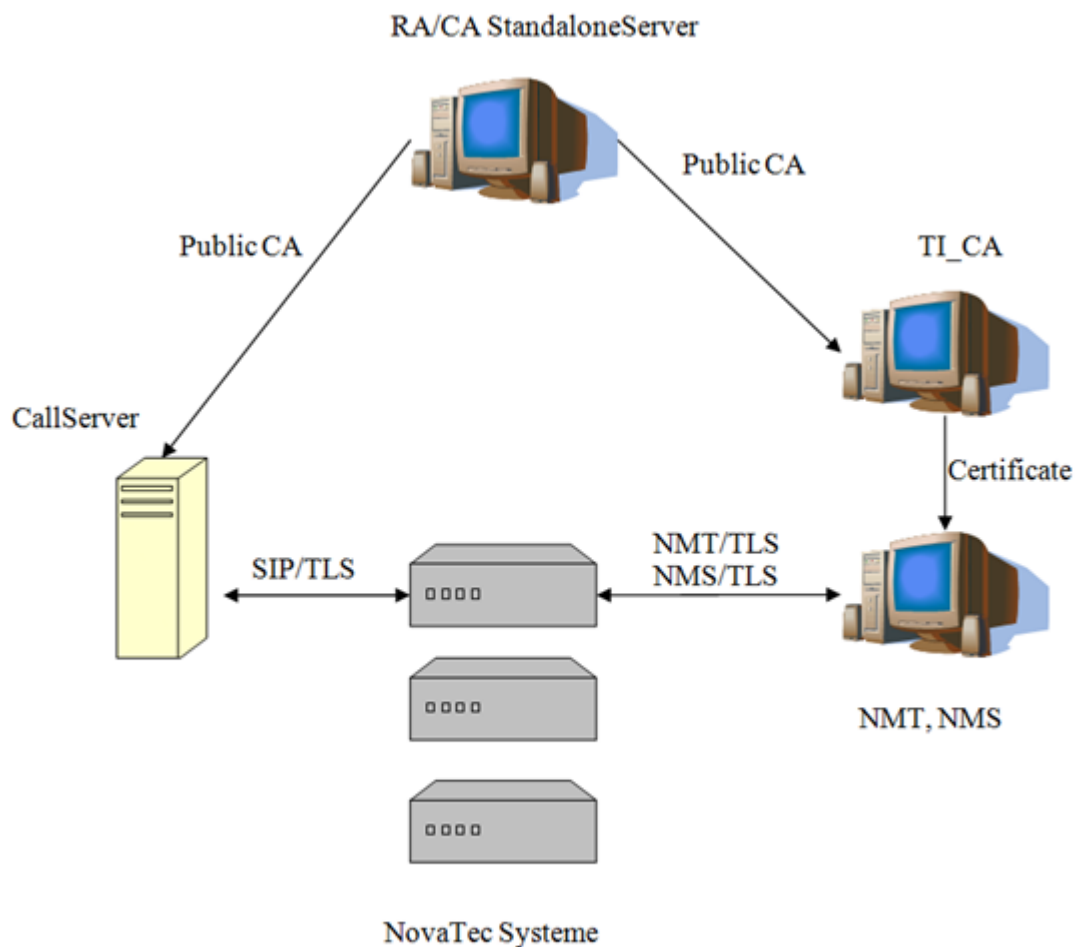 RA/CA StandaloneServer
Public CA
Public CA
TI_CA
CallServer
Certificate
SIP/TLS
NMT/TLS
NMS/TLS
NMT, NMS
NovaTec Systeme